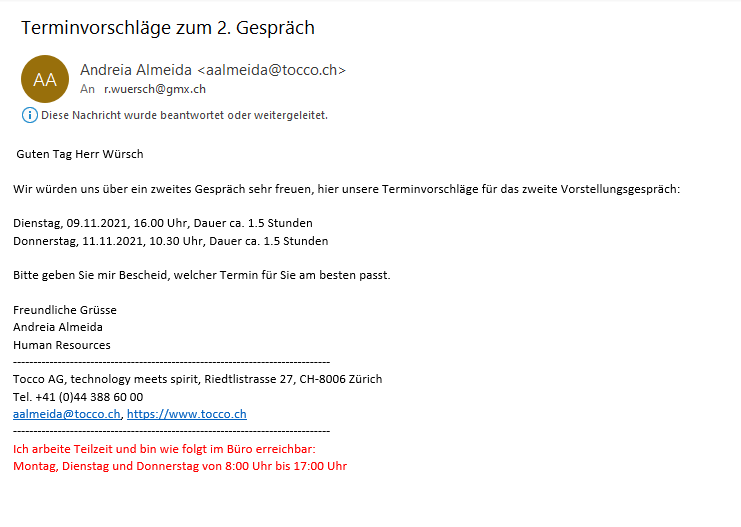 Terminvorschläge zum 2. Gespräch
AA
Andreia Almeida <aalmeida@tocco.ch>
An r.wuersch@gmx.ch
Diese Nachricht wurde beantwortet oder weitergeleitet.
Guten Tag Herr Würsch
Wir würden uns über ein zweites Gespräch sehr freuen, hier unsere Terminvorschläge für das zweite Vorstellungsgespräch:
Dienstag, 09.11.2021, 16.00 Uhr, Dauer ca. 1.5 Stunden
Donnerstag, 11.11.2021, 10.30 Uhr, Dauer ca. 1.5 Stunden
Bitte geben Sie mir Bescheid, welcher Termin für Sie am besten passt.
Freundliche Grüsse
Andreia Almeida
Human Resources
-----------------------------------------------------------------------------
Tocco AG, technology meets spirit, Riedtlistrasse 27, CH-8006 Zürich
Tel. +41 (0)44 388 60 00
aalmeida@tocco.ch, https://www.tocco.ch
-----------------------------------------------------------------------------
Ich arbeite Teilzeit und bin wie folgt im Büro erreichbar:
Montag, Dienstag und Donnerstag von 8:00 Uhr bis 17:00 Uhr